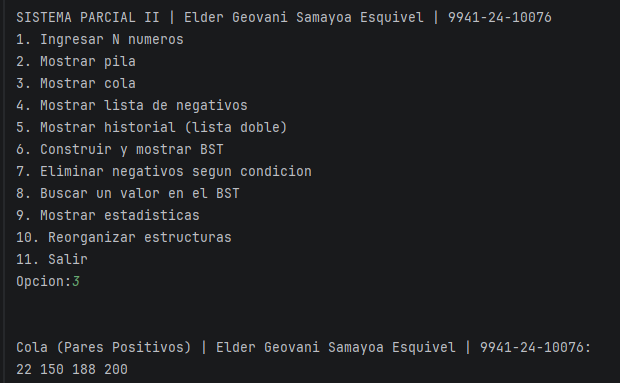 SISTEMA PARCIAL II | Elder Geovani Samayoa Esquivel | 9941-24-10076
1. Ingresar N numeros
2. Mostrar pila
3. Mostrar cola
4. Mostrar lista de negativos
5. Mostrar historial (lista doble)
6. Construir y mostrar BST
7. Eliminar negativos segun condicion
8. Buscar un valor en el BST
9. Mostrar estadisticas
10. Reorganizar estructuras
11. Salir
Opcion:3
Cola (Pares Positivos) | Elder Geovani Samayoa Esquivel | 9941-24-10076:
22 150 188 200